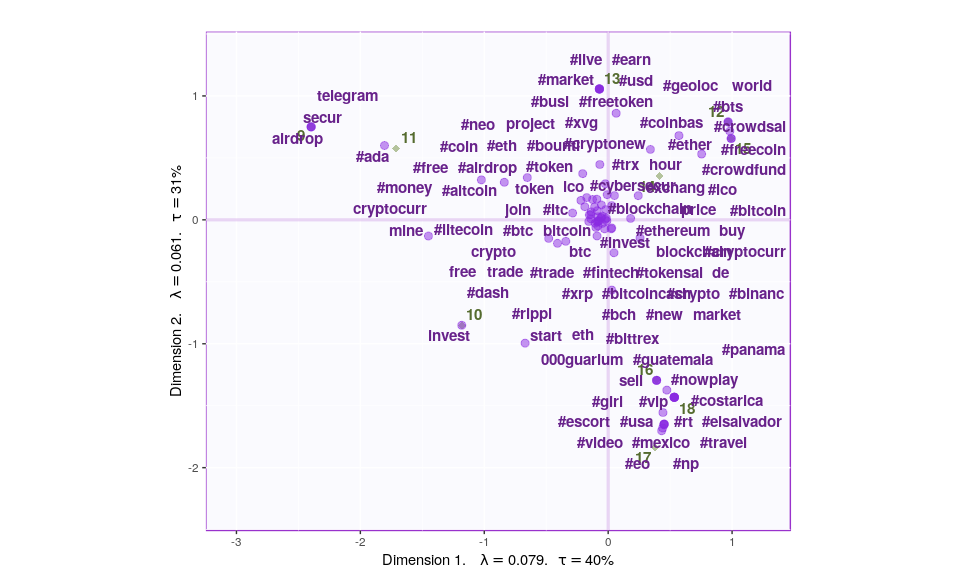 #live #earn
#market 13 #usd
#geoloc world
telegram
#busl #freetoken
12 #bts
secur
#neo project #xvg
#coinbas #crowdsal
9 airdrop
11
#coin #eth #bount #cryptonew #ether 15 #freecoin
#ada
#free #airdrop #token #trx hour #crowdfund
#money #altcoin token ico #cybersecur #exchang #ico
cryptocurr join #ltc #blockchain price #bitcoin
mine #litecoin #btc bitcoin #ethereum buy
#invest
crypto btc blockchain #cryptocurr
free trade #trade #fintech #tokensal de
#dash #xrp #bitcoincash #crypto #binanc
10 #rippl #bch #new market
invest start eth #bittrex
#panama
000guarium #guatemala
16
sell #nowplay
#girl #vip #costarica
18
#escort #usa #rt #elsalvador
#video #mexico #travel
17
#eo #np
1
0
-1
-2
-3 -2 -1 0 1
Dimension 1. λ = 0.079. τ = 40%
Dimension 2. λ = 0.061. τ = 31%